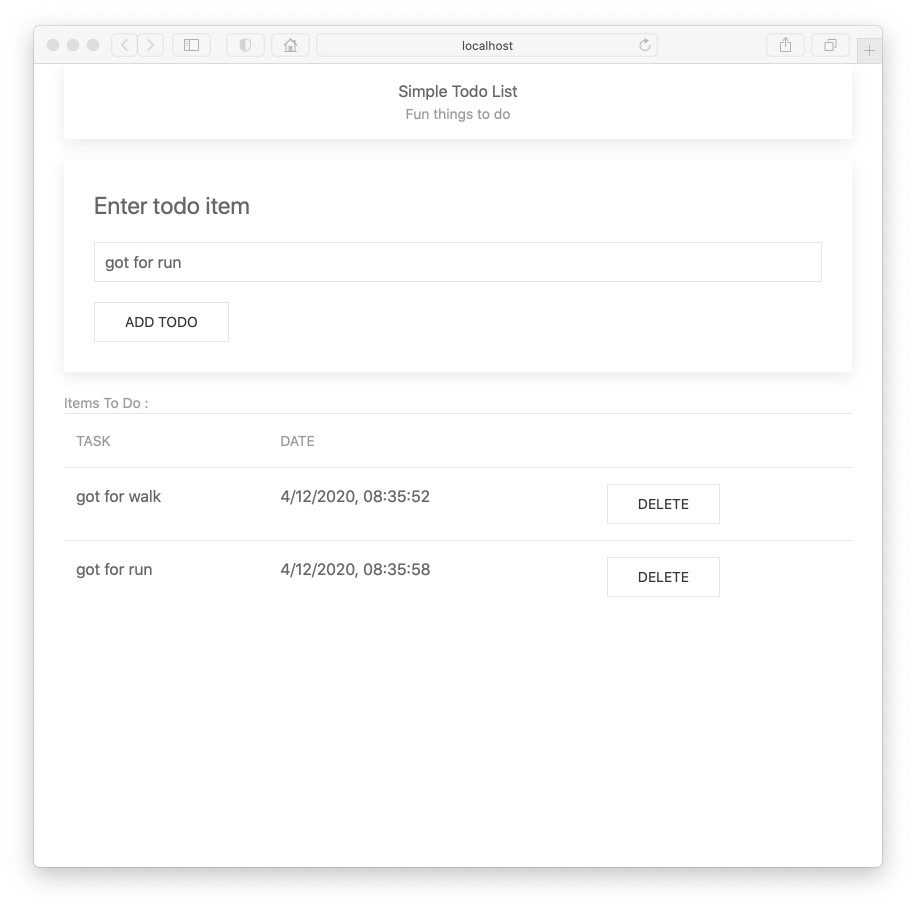 localhost
Simple Todo List
Fun things to do
Enter todo item
got for run
ADD TODO
Items To Do :
TASK DATE
got for walk 4/12/2020, 08:35:52 DELETE
got for run 4/12/2020, 08:35:58 DELETE